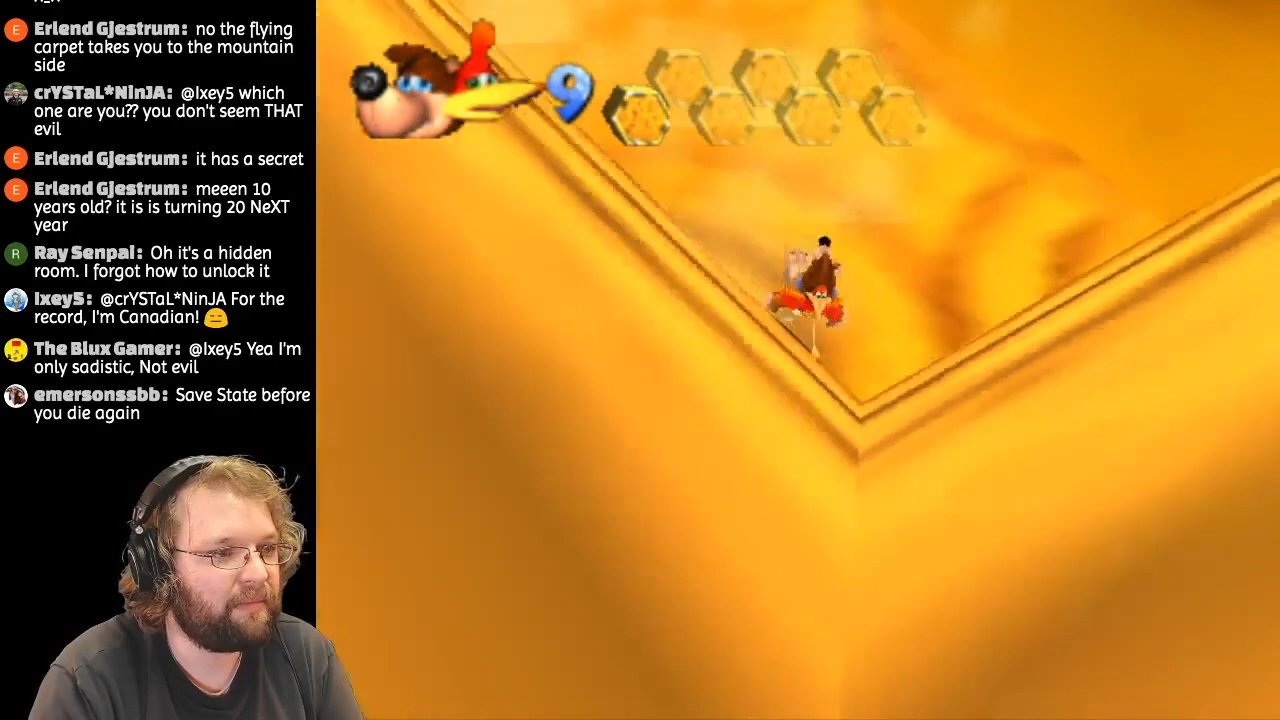 Erlend Gjestrum: no the flying
carpet takes you to the mountain
side
crYSTaL*NInJA: @Ixey5 which
one are you?? you don't seem THAT
evil
Erlend Gjestrum: it has a secret
Erlend Gjestrum: meeen 10
years old? it is is turning 20 NeXT
year
Ray Senpai: Oh it's a hidden
room. I forgot how to unlock it
Ixey5: @crYSTaL*NinJA For the
record, I'm Canadian! 😑
The Blux Gamer: @Ixey5 Yea I'm
only sadistic, Not evil
emersonssbb: Save State before
you die again
9